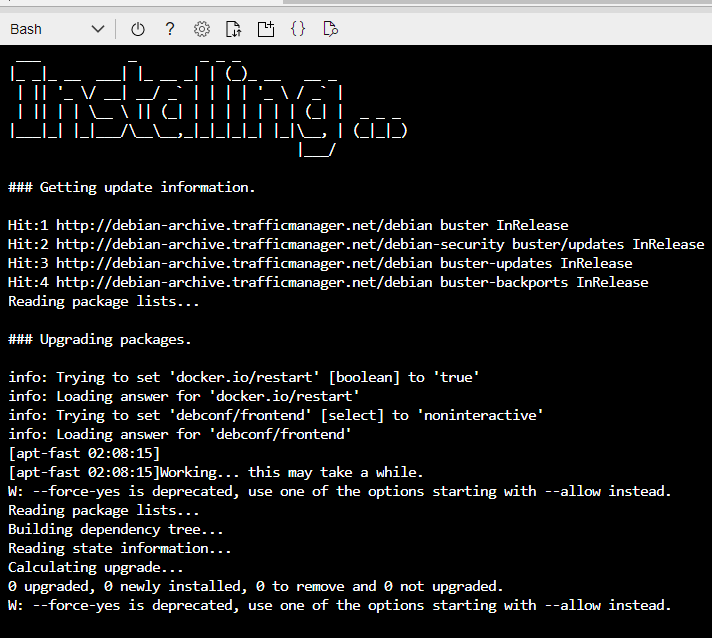 Bash
Installing...
### Getting update information.
Hit:1 http://debian-archive.trafficmanager.net/debian buster InRelease
Hit:2 http://debian-archive.trafficmanager.net/debian-security buster/updates InRelease
Hit:3 http://debian-archive.trafficmanager.net/debian buster-updates InRelease
Hit:4 http://debian-archive.trafficmanager.net/debian buster-backports InRelease
Reading package lists...
### Upgrading packages.
info: Trying to set 'docker.io/restart' [boolean] to 'true'
info: Loading answer for 'docker.io/restart'
info: Trying to set 'debconf/frontend' [select] to 'noninteractive'
info: Loading answer for 'debconf/frontend'
[apt-fast 02:08:15]
[apt-fast 02:08:15]Working... this may take a while.
W: --force-yes is deprecated, use one of the options starting with --allow instead.
Reading package lists...
Building dependency tree...
Reading state information...
Calculating upgrade...
0 upgraded, 0 newly installed, 0 to remove and 0 not upgraded.
W: --force-yes is deprecated, use one of the options starting with --allow instead.